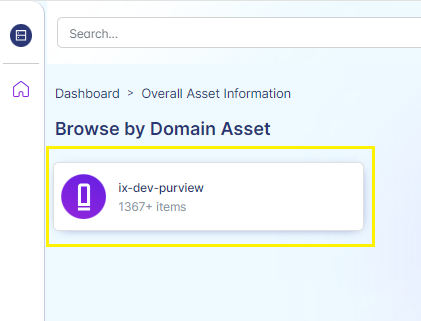 Search...
Dashboard > Overall Asset Information
Browse by Domain Asset
ix-dev-purview
1367+ items